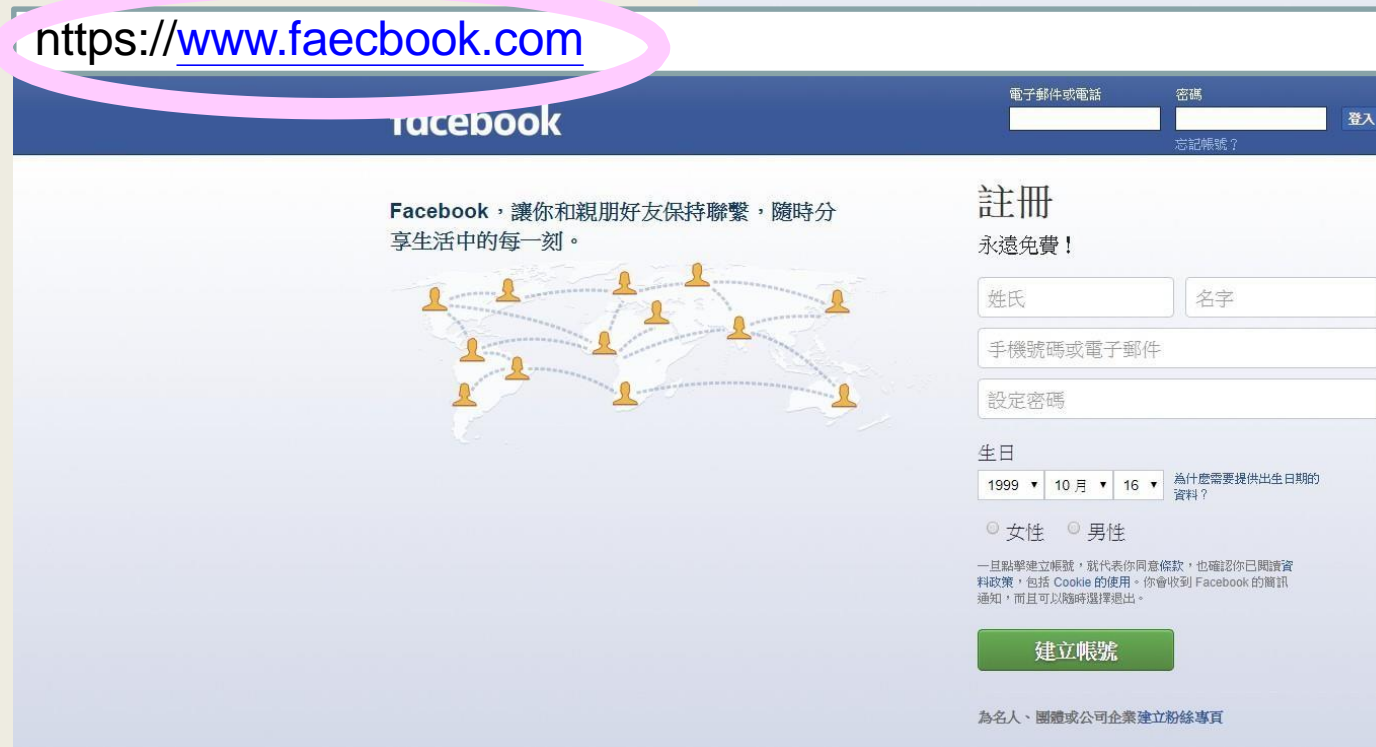 https://www.faecbook.com
facebook
電子郵件或電話
密碼
登入
忘記帳號？
Facebook，讓你和親朋好友保持聯繫，隨時分
享生活中的每一刻。
註冊
永遠免費！
姓氏
名字
手機號碼或電子郵件
設定密碼
生日
1999 10 月 16
為什麼需要提供出生日期的
資料？
女性 男性
一旦點擊建立帳號，就代表你同意條款，也確認你已閱讀資
料政策，包括 Cookie 的使用。你會收到 Facebook 的簡訊
通知，而且可以隨時選擇退出。
建立帳號
為名人、團體或公司企業建立粉絲專頁